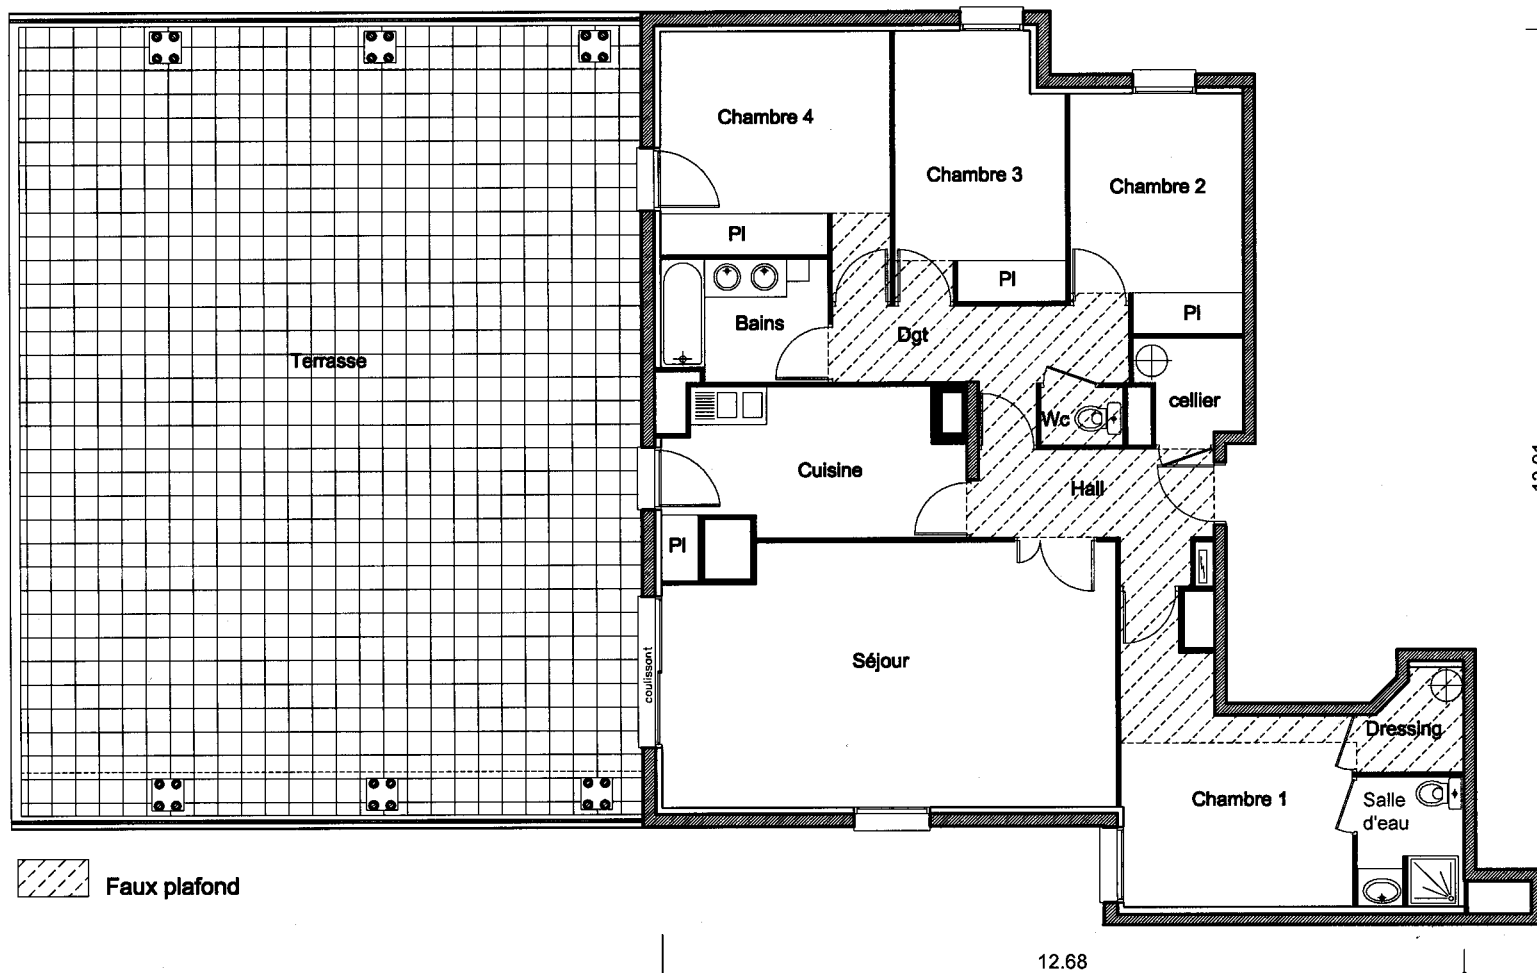 Chambre 4
Chambre 3
Chambre 2
Pl
Pl
Pl
Bains
Dgt
Terrasse
cellier
Wc
Cuisine
Hall
Pl
Séjour
coulissant
Dressing
Chambre 1
Salle
d'eau
Faux plafond
12.68